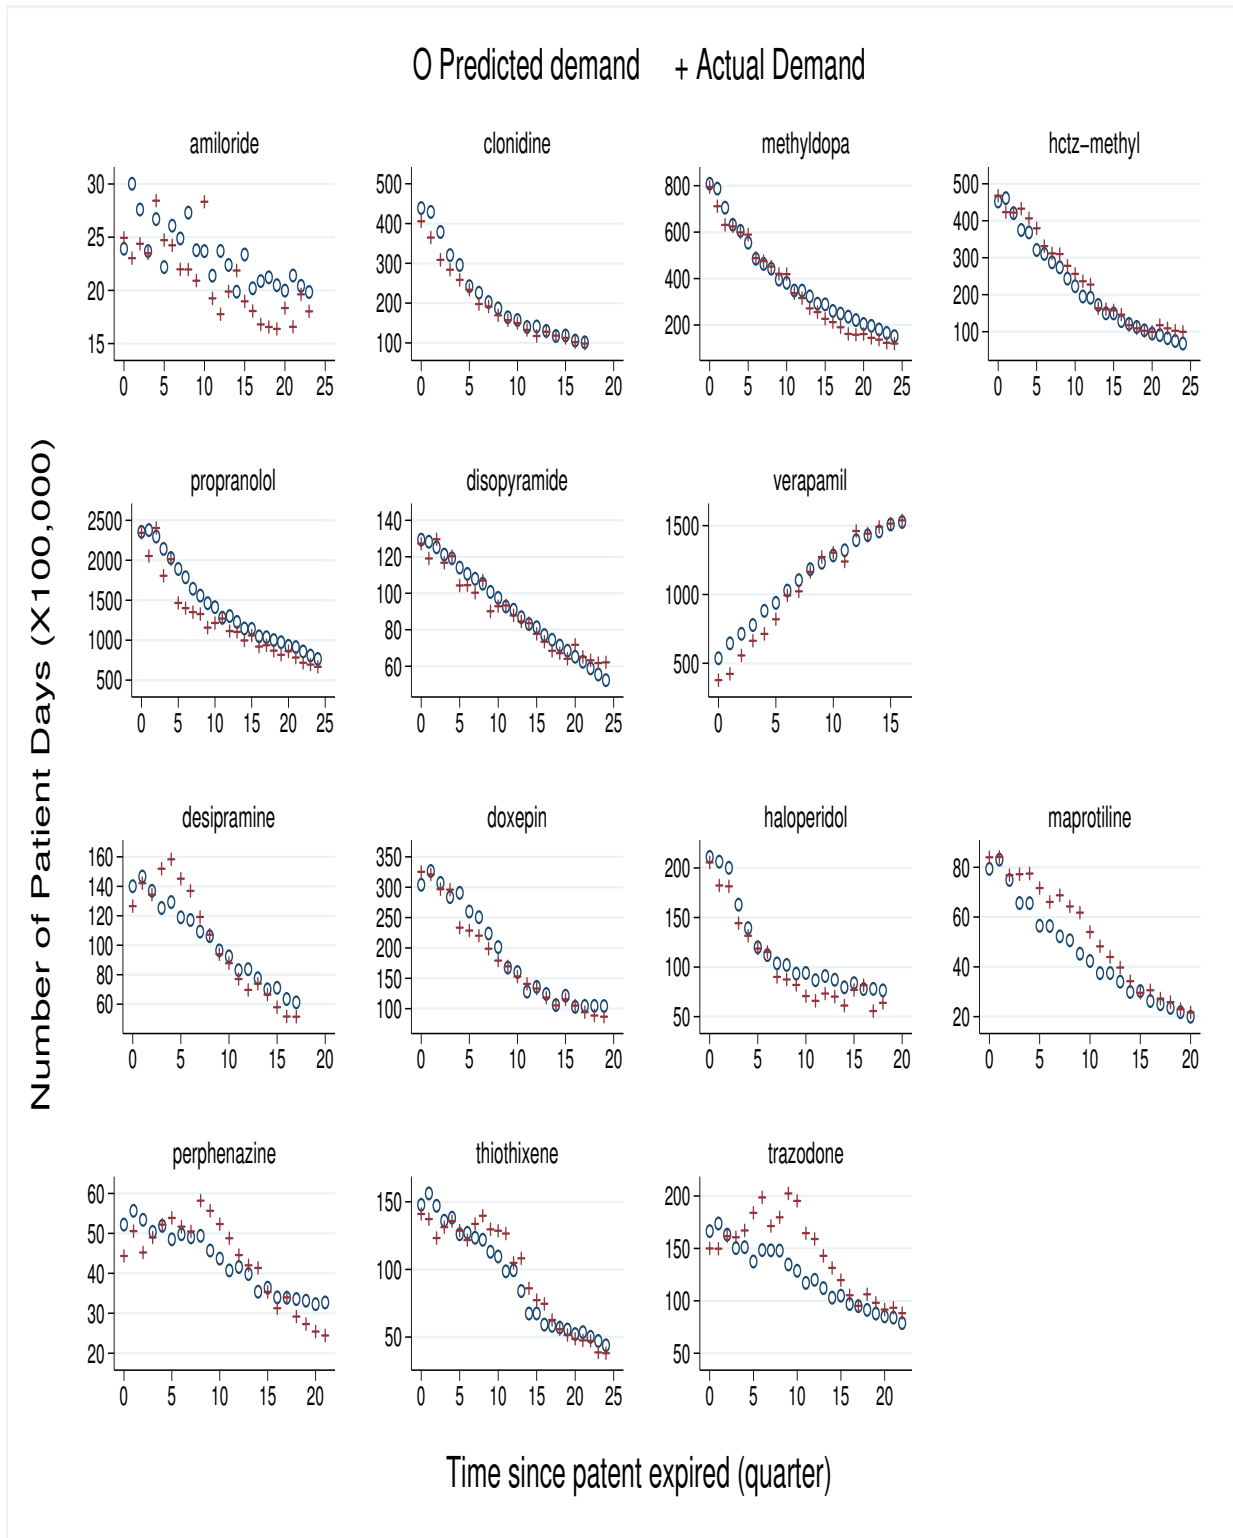 O Predicted demand + Actual Demand
amiloride clonidine methyldopa hctz-methyl
30 25 20 15
0 5 10 15 20 25
500 400 300 200 100
0 5 10 15 20
800 600 400 200
0 5 10 15 20 25
500 400 300 200 100
0 5 10 15 20 25
propranolol disopyramide verapamil
2500 2000 1500 1000 500
0 5 10 15 20 25
140 120 100 80 60
0 5 10 15 20 25
1500 1000 500
0 5 10 15
Number of Patient Days (X100,000)
desipramine doxepin haloperidol maprotiline
160 140 120 100 80 60
0 5 10 15 20
350 300 250 200 150 100
0 5 10 15 20
200 150 100 50
0 5 10 15 20
80 60 40 20
0 5 10 15 20
perphenazine thiothixene trazodone
60 50 40 30 20
0 5 10 15 20
150 100 50
0 5 10 15 20 25
200 150 100 50
0 5 10 15 20
Time since patent expired (quarter)